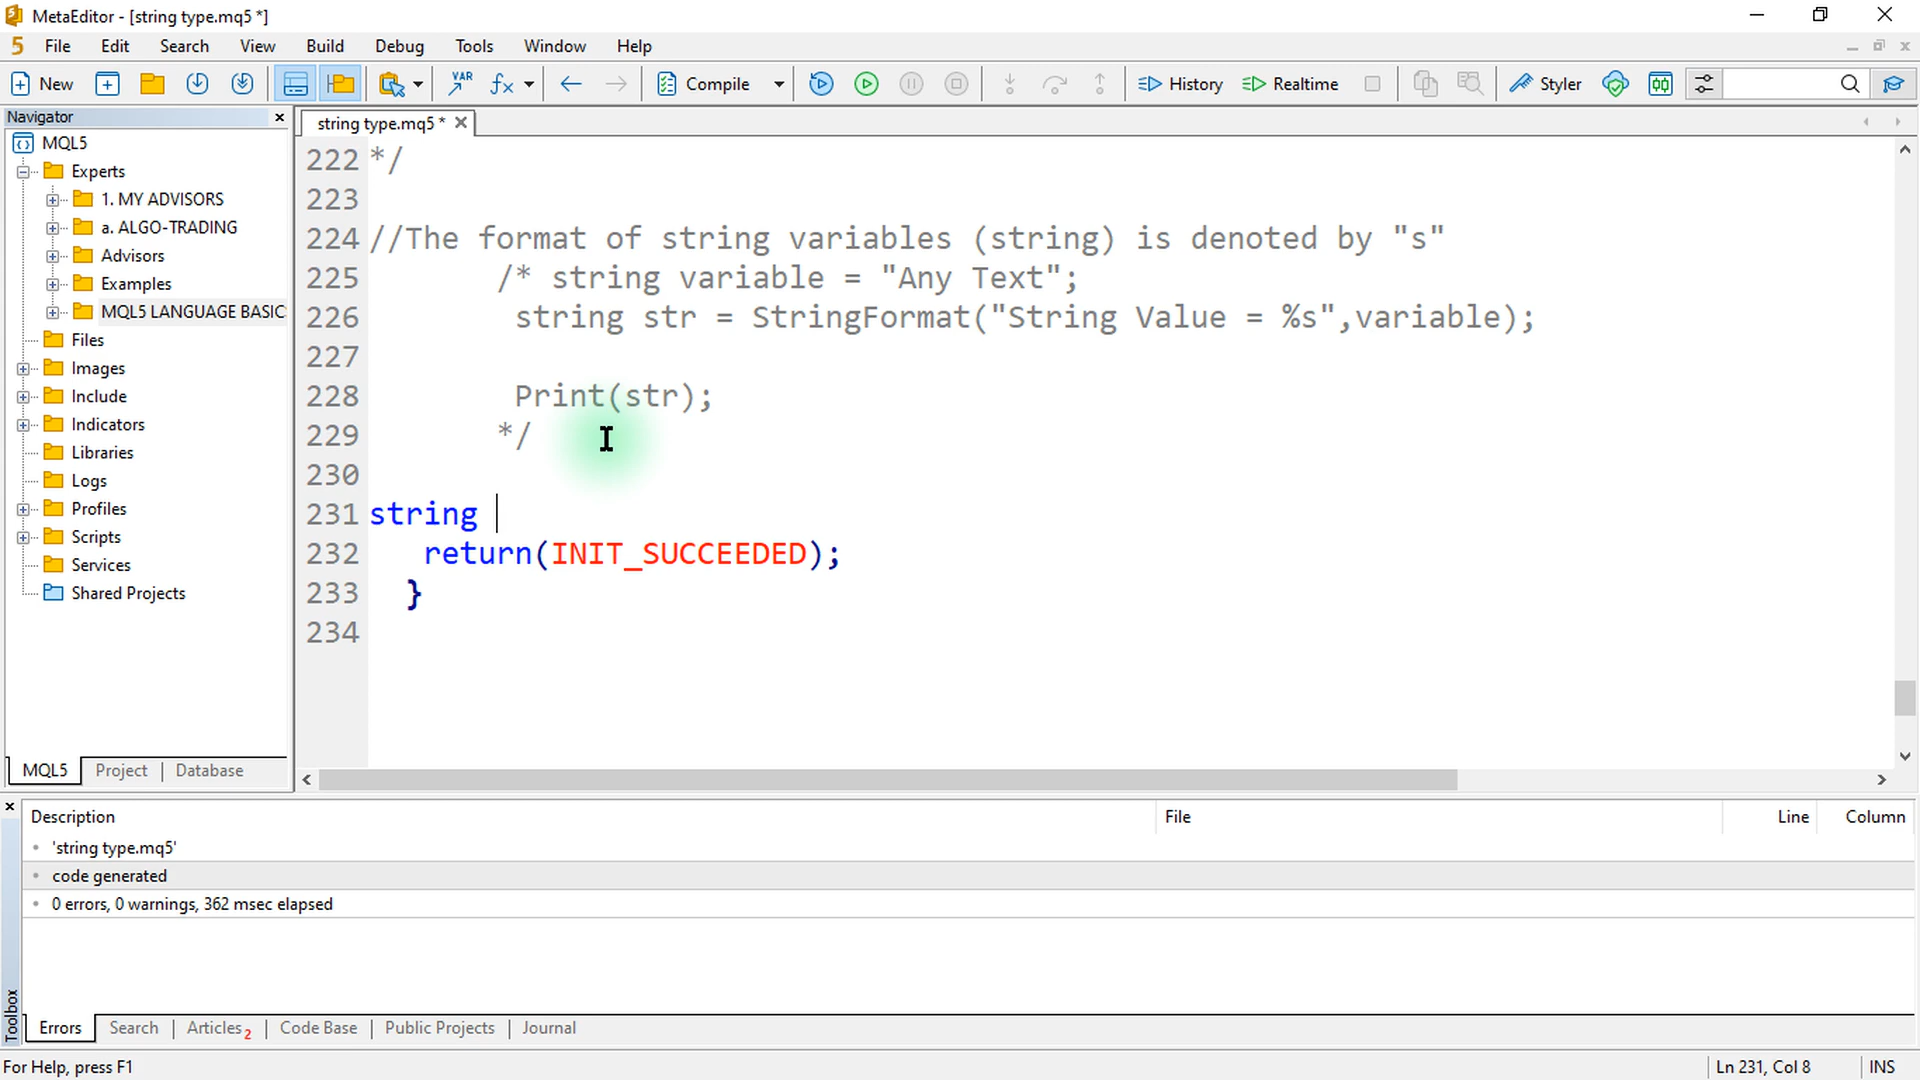 MetaEditor - [string type.mq5 *]
5 File Edit Search View Build Debug Tools Window Help
New VAR fx Compile History Realtime Styler
Navigator
string type.mq5 *
MQL5
Experts
1. MY ADVISORS
a. ALGO-TRADING
Advisors
Examples
MQL5 LANGUAGE BASIC
Files
Images
Include
Indicators
Libraries
Logs
Profiles
Scripts
Services
Shared Projects
MQL5 Project Database
222 */
223
224 //The format of string variables (string) is denoted by "s"
225 /* string variable = "Any Text";
226 string str = StringFormat("String Value = %s",variable);
227
228 Print(str);
229 */
230
231 string
232 return(INIT_SUCCEEDED);
233 }
234
Description File Line Column
'string type.mq5'
code generated
0 errors, 0 warnings, 362 msec elapsed
Toolbox
Errors Search Articles 2 Code Base Public Projects Journal
For Help, press F1 Ln 231, Col 8 INS